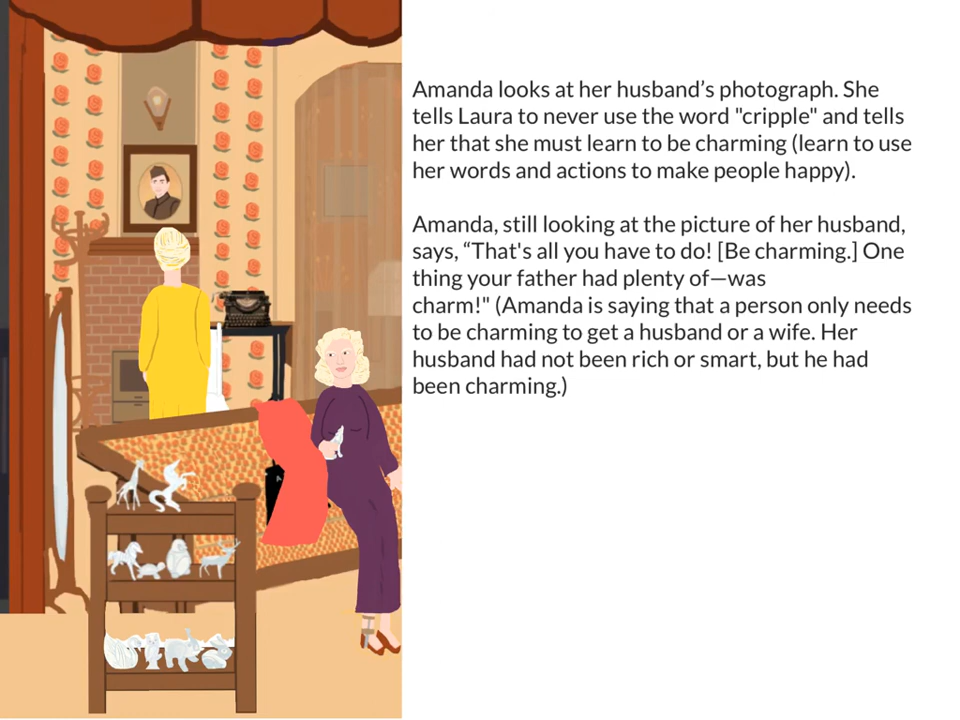 Amanda looks at her husband’s photograph. She
tells Laura to never use the word "cripple" and tells
her that she must learn to be charming (learn to use
her words and actions to make people happy).
Amanda, still looking at the picture of her husband,
says, “That's all you have to do! [Be charming.] One
thing your father had plenty of—was
charm!" (Amanda is saying that a person only needs
to be charming to get a husband or a wife. Her
husband had not been rich or smart, but he had
been charming.)